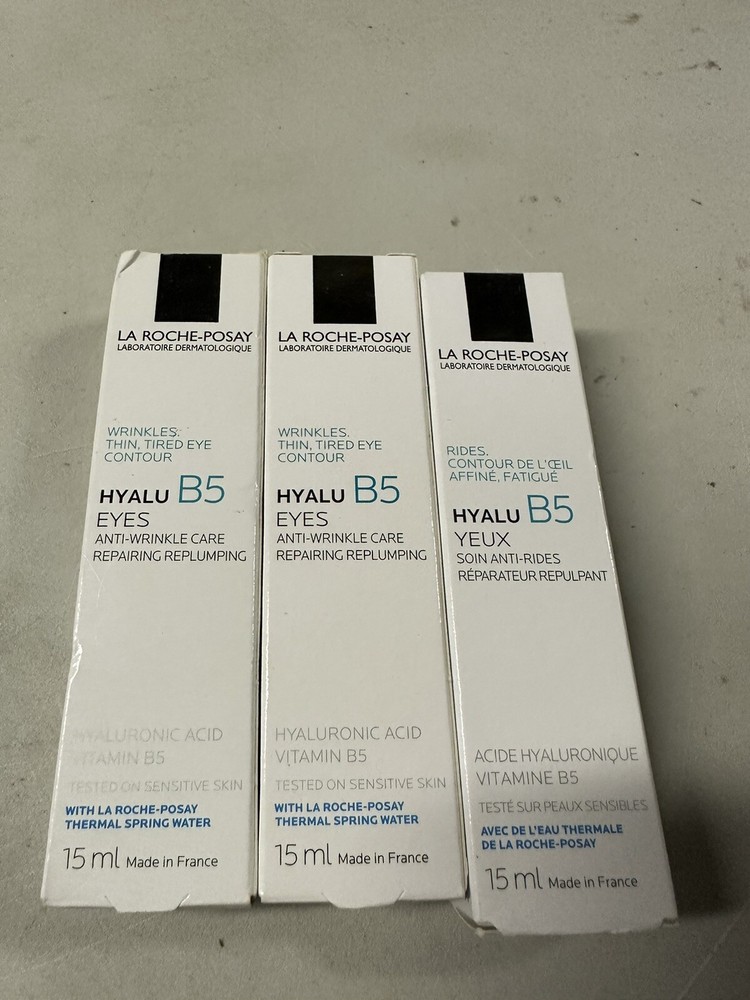 LA ROCHE-POSAY
LABORATOIRE DERMATOLOGIQUE
WRINKLES.
THIN, TIRED EYE
CONTOUR
HYALU B5
EYES
ANTI-WRINKLE CARE
REPAIRING REPLUMPING
HYALURONIC ACID
VITAMIN B5
TESTED ON SENSITIVE SKIN
WITH LA ROCHE-POSAY
THERMAL SPRING WATER
15 ml Made in France
LA ROCHE-POSAY
LABORATOIRE DERMATOLOGIQUE
WRINKLES.
THIN, TIRED EYE
CONTOUR
HYALU B5
EYES
ANTI-WRINKLE CARE
REPAIRING REPLUMPING
HYALURONIC ACID
VITAMIN B5
TESTED ON SENSITIVE SKIN
WITH LA ROCHE-POSAY
THERMAL SPRING WATER
15 ml Made in France
LA ROCHE-POSAY
LABORATOIRE DERMATOLOGIQUE
RIDES.
CONTOUR DE L'ŒIL
AFFINÉ, FATIGUÉ
HYALU B5
YEUX
SOIN ANTI-RIDES
RÉPARATEUR REPULPANT
ACIDE HYALURONIQUE
VITAMINE B5
TESTÉ SUR PEAUX SENSIBLES
AVEC DE L'EAU THERMALE
DE LA ROCHE-POSAY
15 ml Made in France